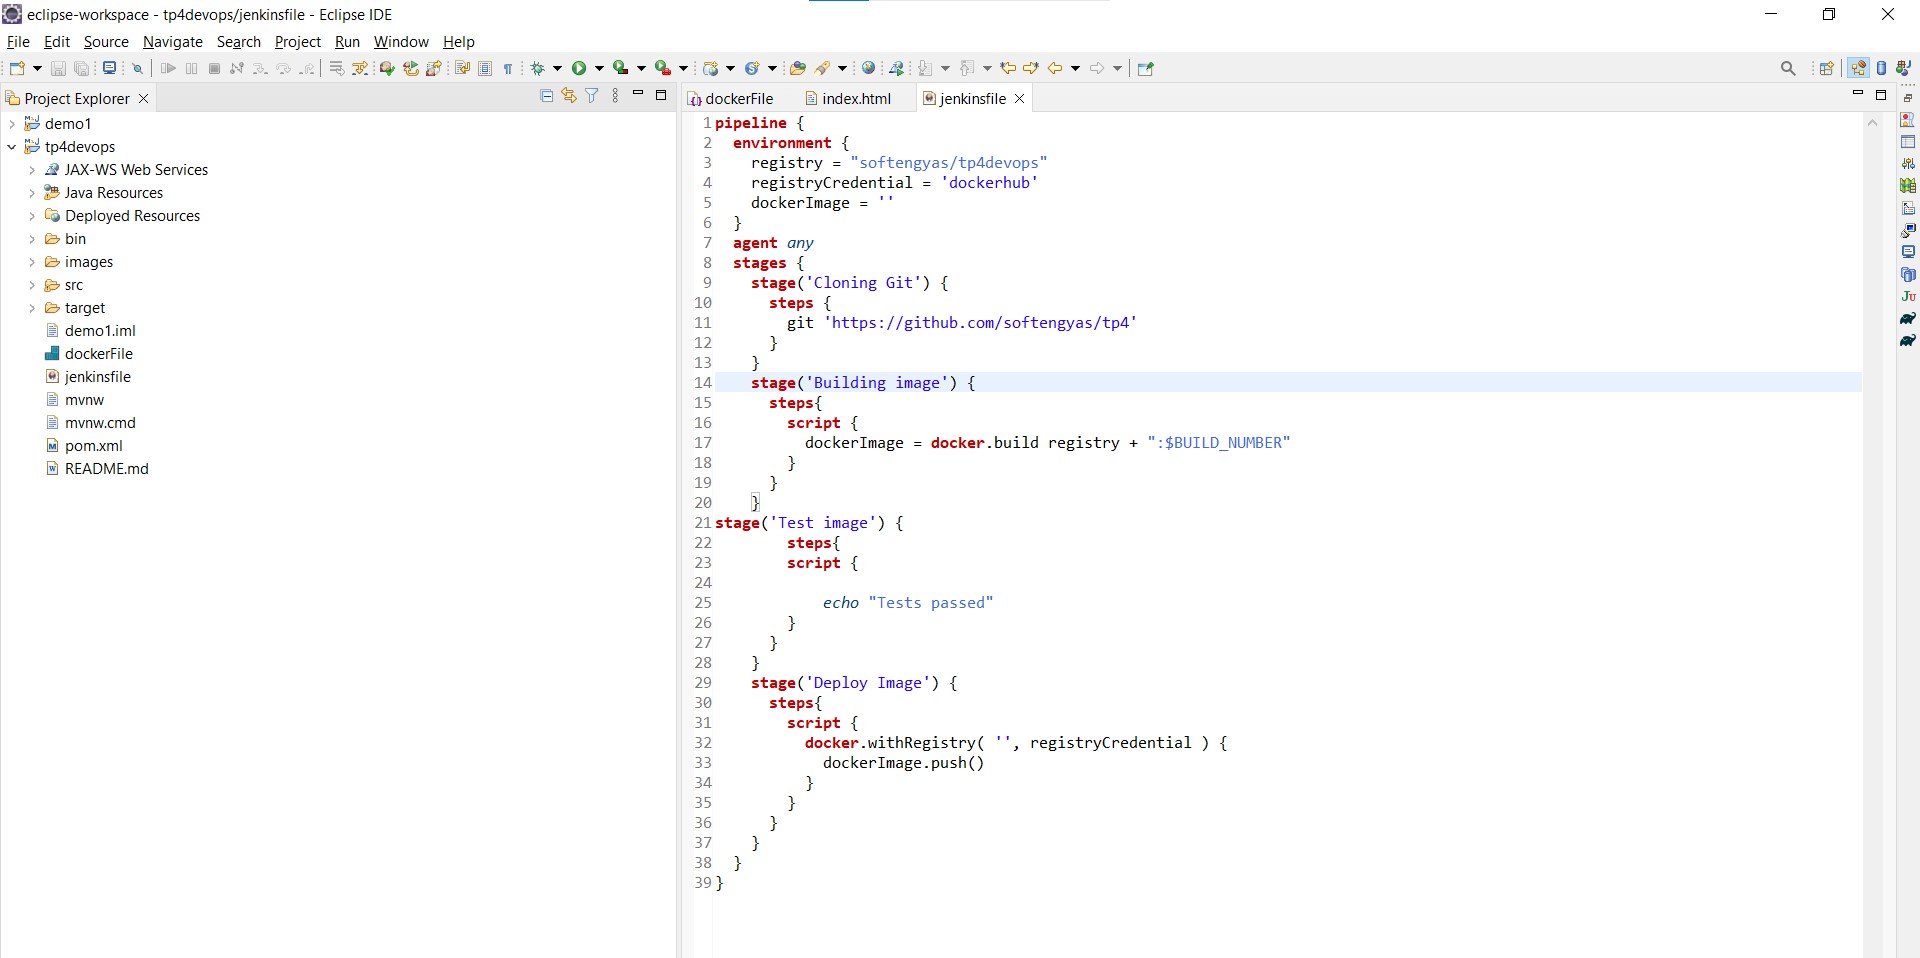 eclipse-workspace - tp4devops/jenkinsfile - Eclipse IDE
File Edit Source Navigate Search Project Run Window Help
Project Explorer
demo1
tp4devops
JAX-WS Web Services
Java Resources
Deployed Resources
bin
images
src
target
demo1.iml
dockerFile
jenkinsfile
mvnw
mvnw.cmd
pom.xml
README.md
dockerFile index.html jenkinsfile
1 pipeline {
2   environment {
3     registry = "softengyas/tp4devops"
4     registryCredential = 'dockerhub'
5     dockerImage = ''
6   }
7   agent any
8   stages {
9     stage('Cloning Git') {
10       steps {
11         git 'https://github.com/softengyas/tp4'
12       }
13     }
14     stage('Building image') {
15       steps{
16         script {
17           dockerImage = docker.build registry + ":$BUILD_NUMBER"
18         }
19       }
20     }
21 stage('Test image') {
22         steps{
23         script {
24
25             echo "Tests passed"
26         }
27       }
28     }
29     stage('Deploy Image') {
30       steps{
31         script {
32           docker.withRegistry( '', registryCredential ) {
33             dockerImage.push()
34           }
35         }
36       }
37     }
38   }
39 }
Ju